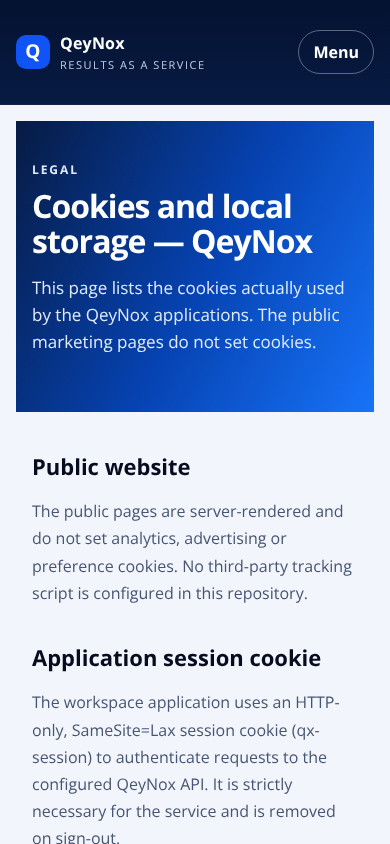 Q
QeyNox
RESULTS AS A SERVICE
Menu
LEGAL
Cookies and local
storage — QeyNox
This page lists the cookies actually used
by the QeyNox applications. The public
marketing pages do not set cookies.
Public website
The public pages are server-rendered and
do not set analytics, advertising or
preference cookies. No third-party tracking
script is configured in this repository.
Application session cookie
The workspace application uses an HTTP-
only, SameSite=Lax session cookie (qx-
session) to authenticate requests to the
configured QeyNox API. It is strictly
necessary for the service and is removed
on sign-out.